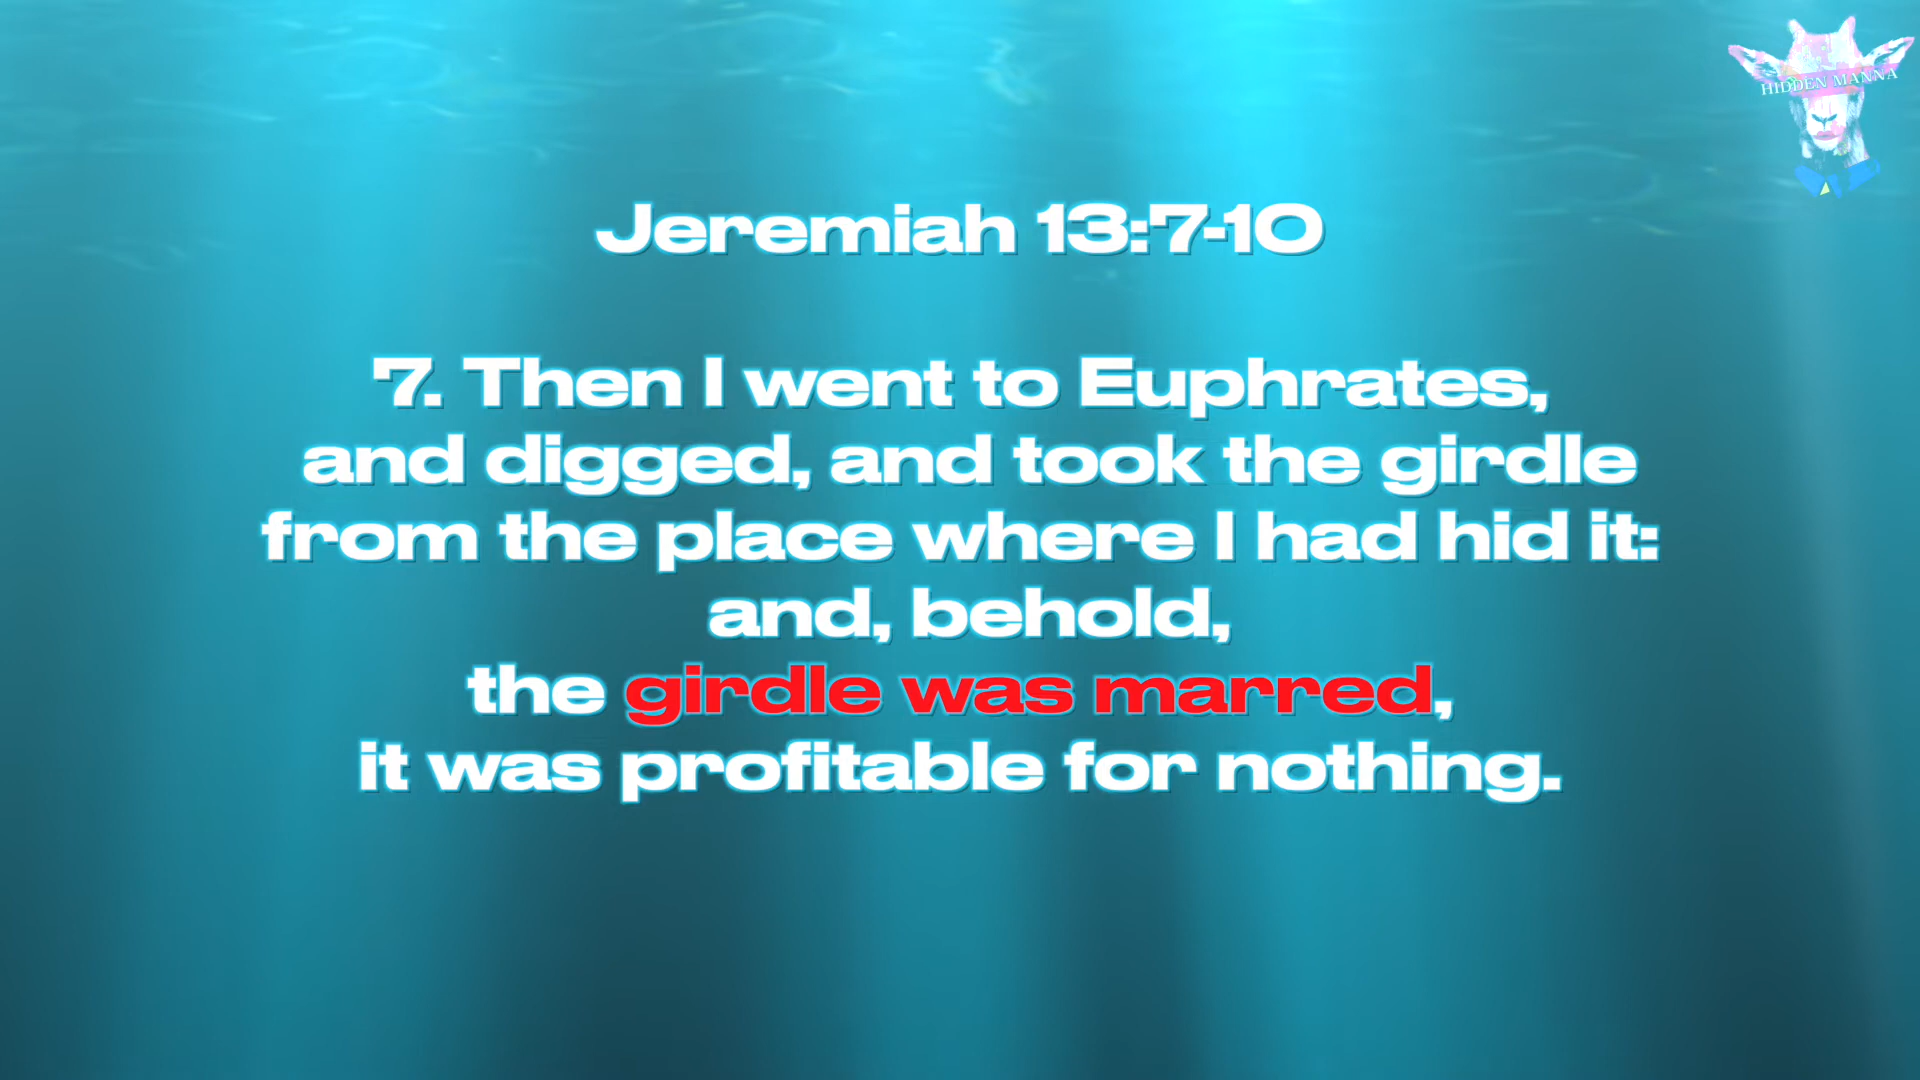 HIDDEN MANNA
Jeremiah 13:7-10
7. Then I went to Euphrates,
and digged, and took the girdle
from the place where I had hid it:
and, behold,
the girdle was marred,
it was profitable for nothing.